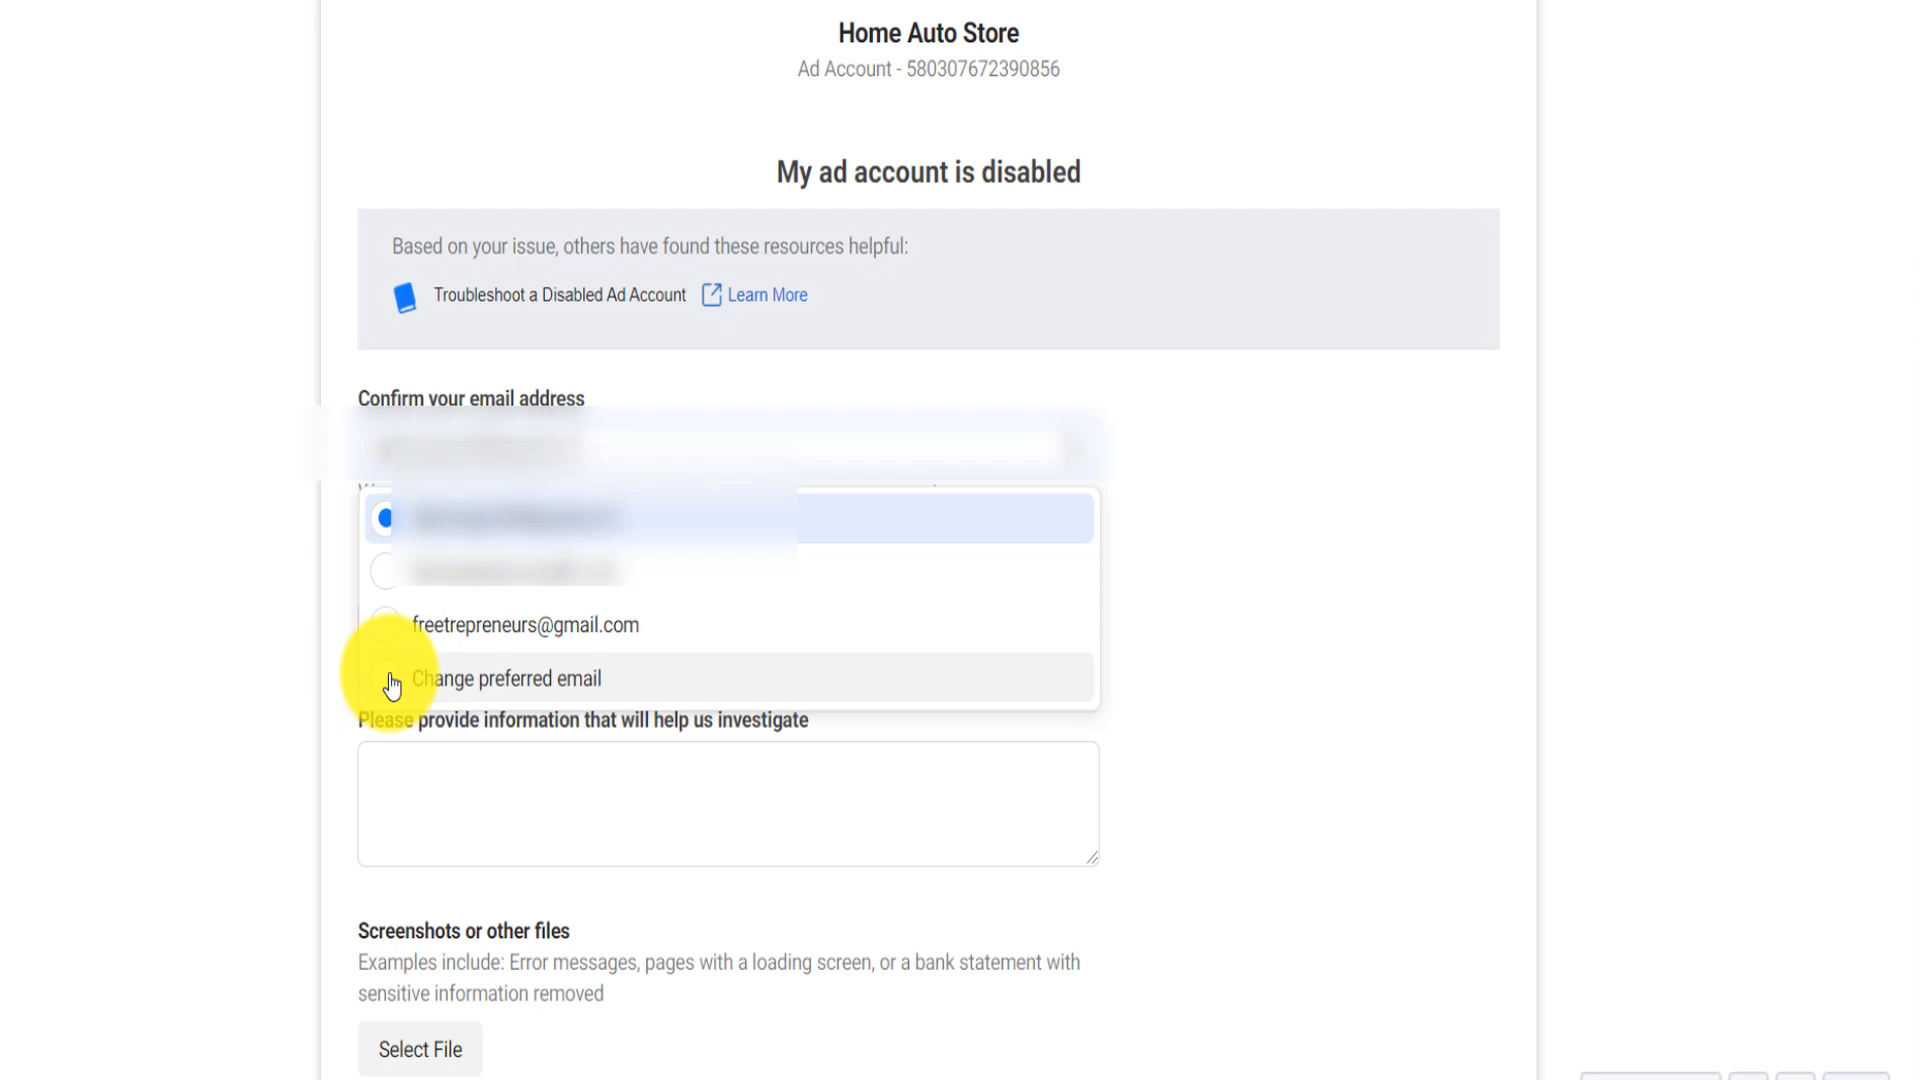 Home Auto Store
Ad Account - 580307672390856
My ad account is disabled
Based on your issue, others have found these resources helpful:
Troubleshoot a Disabled Ad Account Learn More
Confirm your email address
freetrepreneurs@gmail.com
Change preferred email
Please provide information that will help us investigate
Screenshots or other files
Examples include: Error messages, pages with a loading screen, or a bank statement with
sensitive information removed
Select File